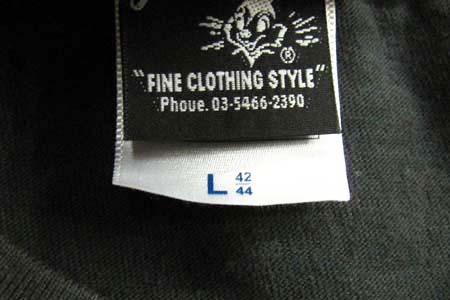 ®
"FINE CLOTHING STYLE"
Phoue. 03-5466-2390
L 42/44